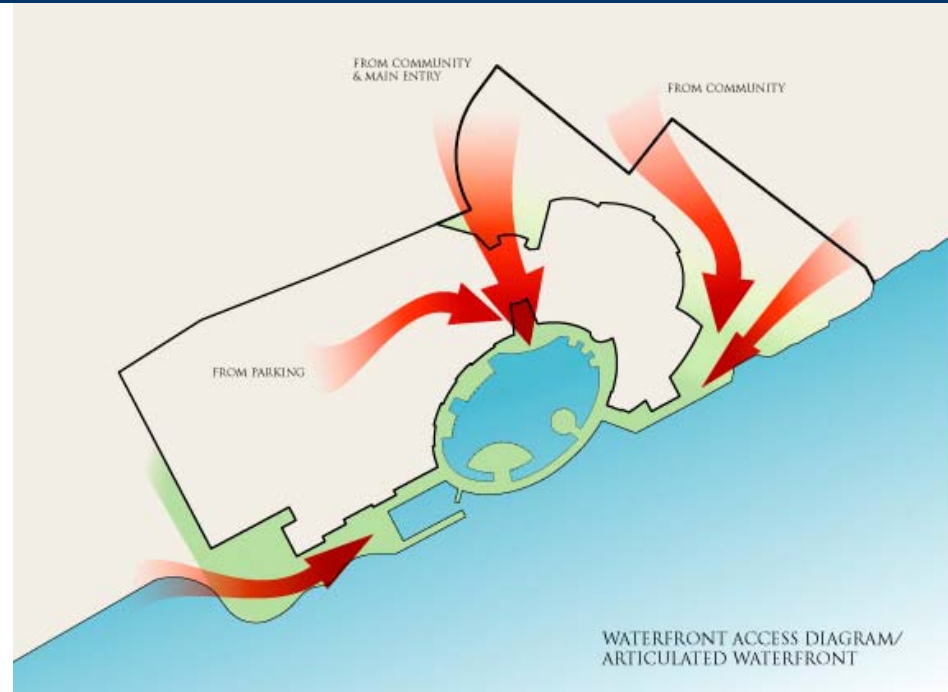 FROM COMMUNITY
& MAIN ENTRY
FROM COMMUNITY
FROM PARKING
WATERFRONT ACCESS DIAGRAM/
ARTICULATED WATERFRONT